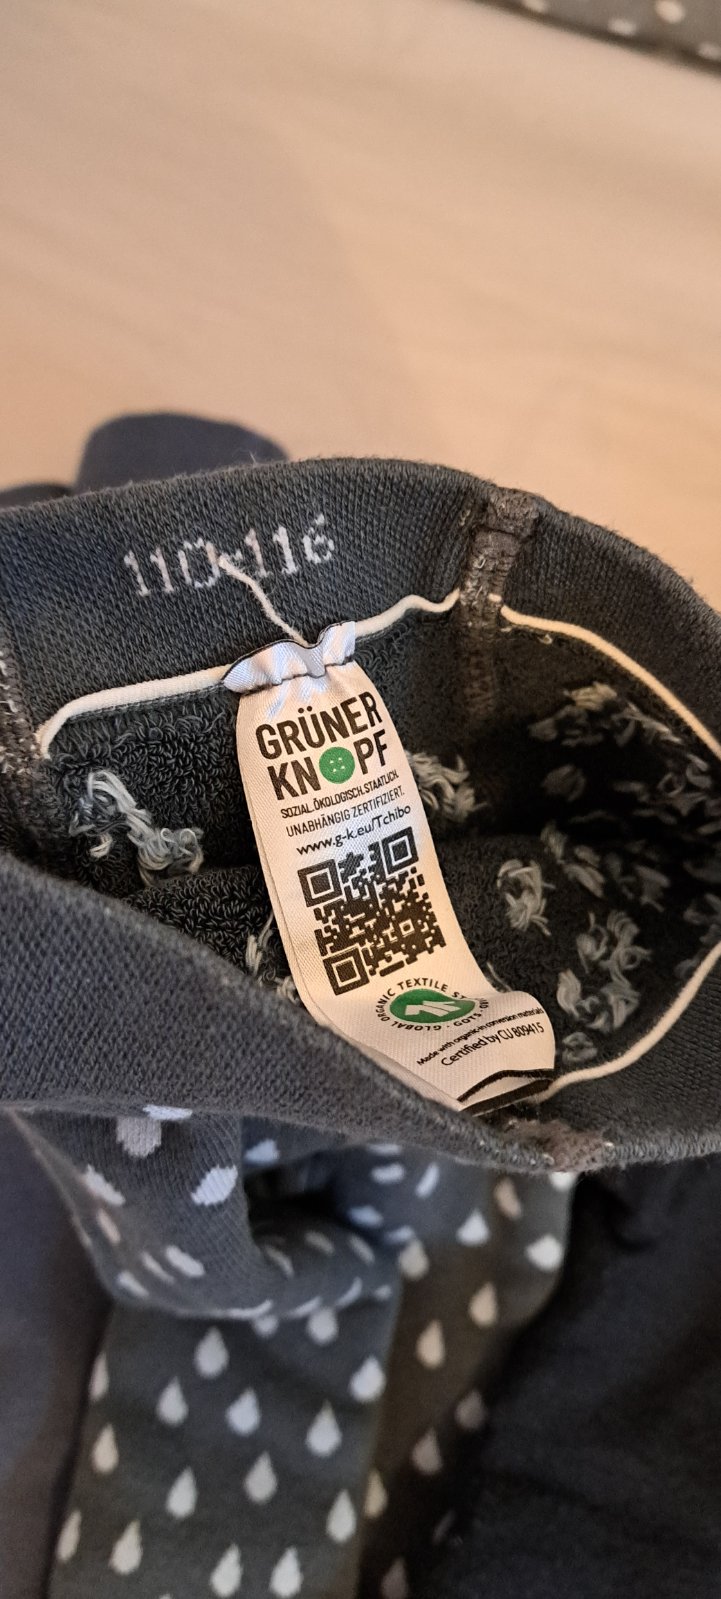 110-116
GRÜNER
KNOPF
SOZIAL.ÖKOLOGISCH.STAATLICH.
UNABHÄNGIG ZERTIFIZIERT.
www.g-k.eu/Tchibo
GLOBAL ORGANIC TEXTILE S
GOTS
Made with organic in conversion materials
Certified by CU 809415